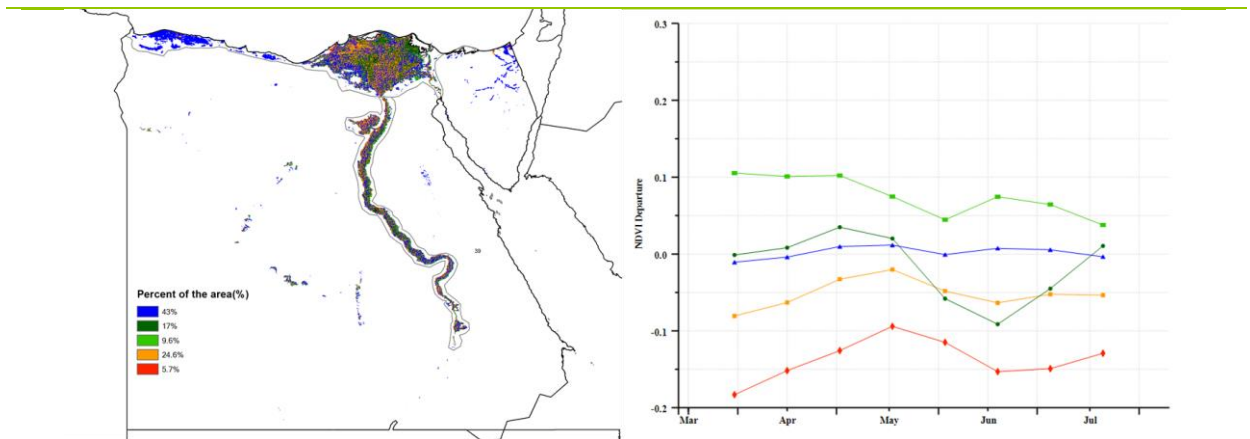 Percent of the area(%)
43%
17%
9.6%
24.6%
5.7%
NDVI Departure
0.3
0.2
0.1
0.0
-0.1
-0.2
Mar
Apr
May
Jun
Jul